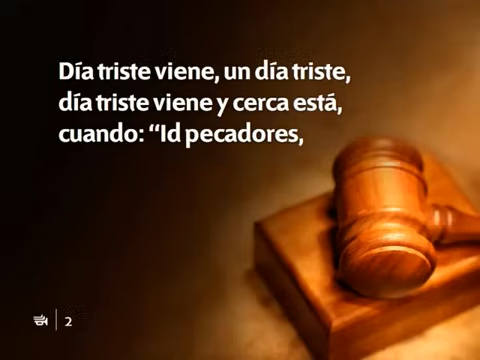 Día triste viene, un día triste,
día triste viene y cerca está,
cuando: “Id pecadores,
2